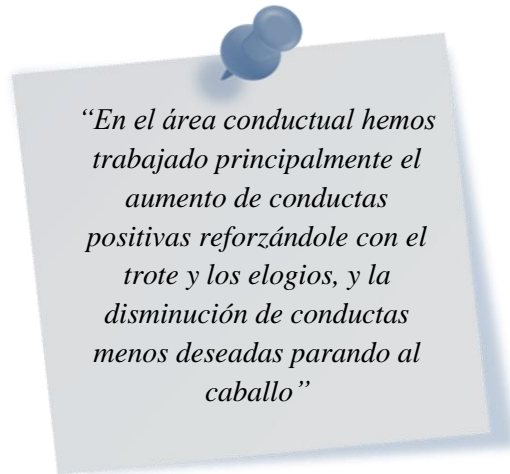 “En el área conductual hemos
trabajado principalmente el
aumento de conductas
positivas reforzándole con el
trote y los elogios, y la
disminución de conductas
menos deseadas parando al
caballo”